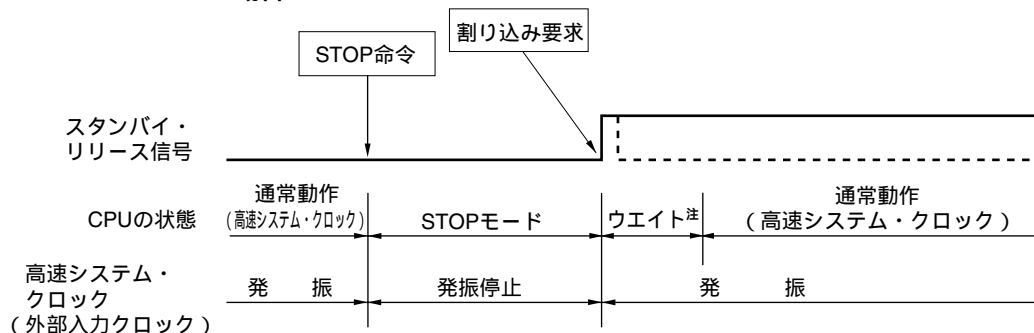 STOP命令
割り込み要求
スタンバイ・
リリース信号
CPUの状態
通常動作
(高速システム・クロック)
STOPモード
ウエイト注
通常動作
(高速システム・クロック)
高速システム・
クロック
(外部入力クロック)
発 振
発振停止
発 振